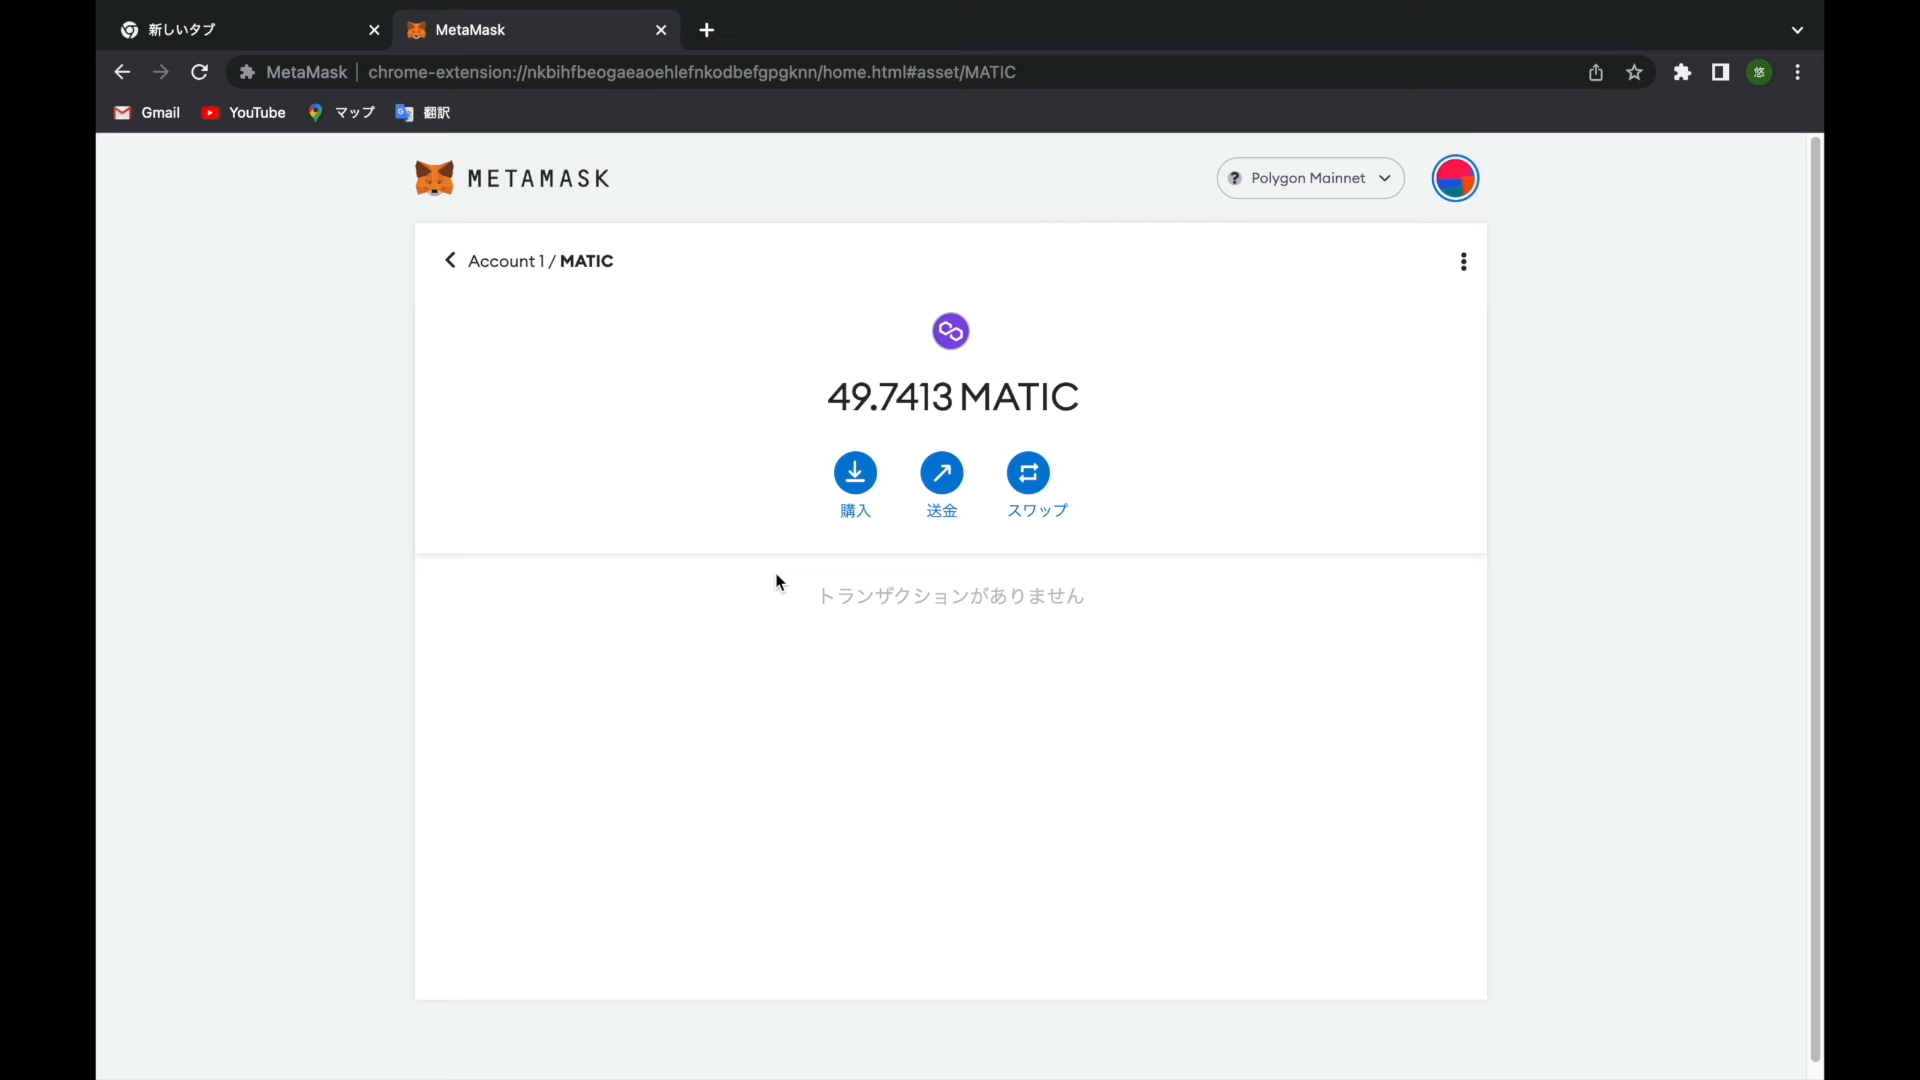 新しいタブ
MetaMask
MetaMask
chrome-extension://nkbihfbeogaeaoehlefnkodbefgpgknn/home.html#asset/MATIC
悠
Gmail
YouTube
マップ
翻訳
METAMASK
? Polygon Mainnet
Account 1 / MATIC
49.7413 MATIC
購入
送金
スワップ
トランザクションがありません